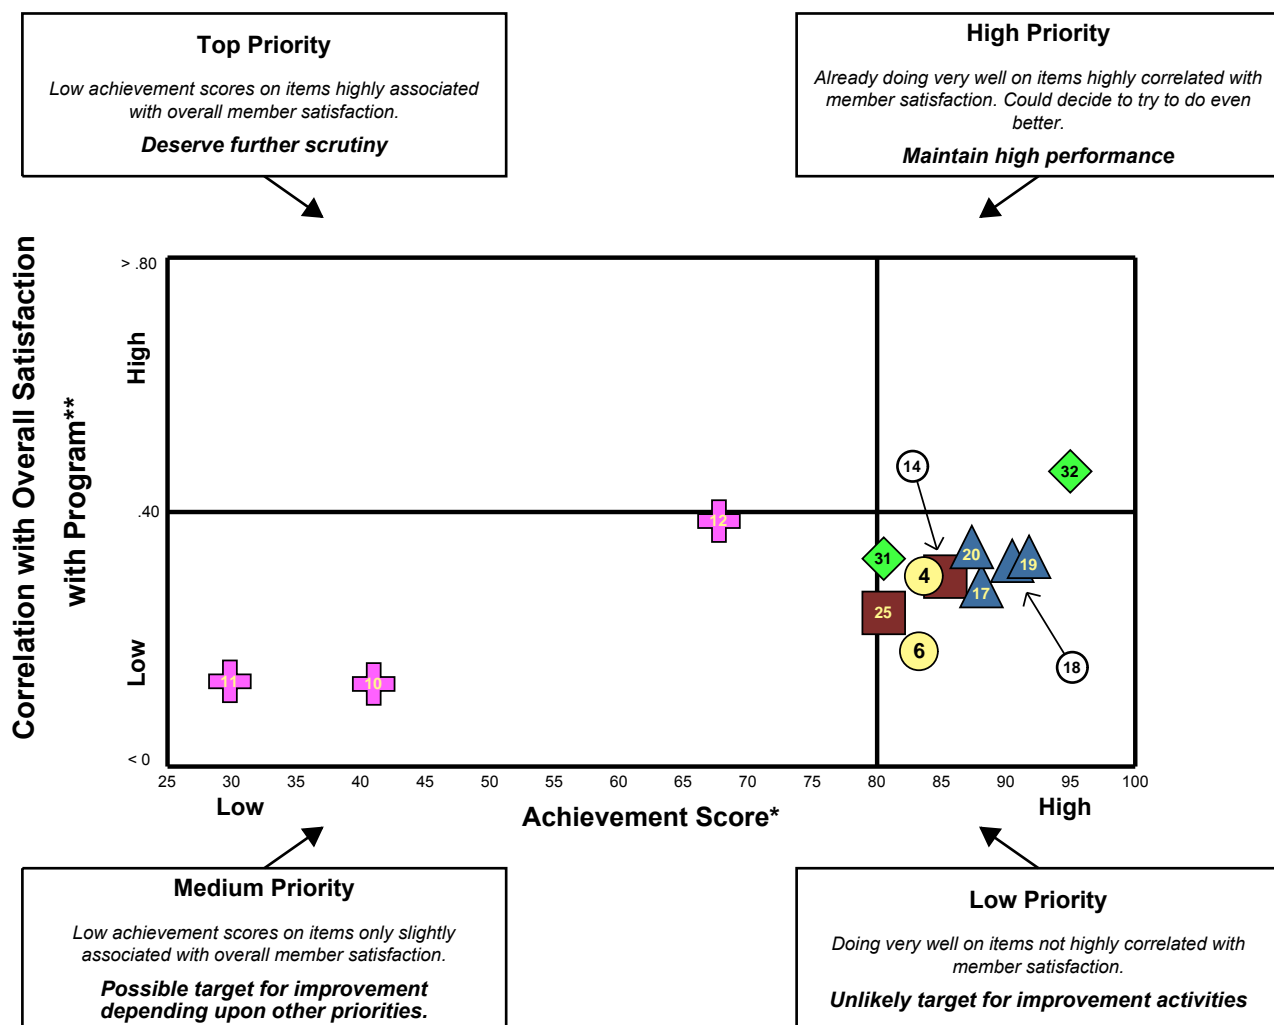 Top Priority
Low achievement scores on items highly associated
with overall member satisfaction.
Deserve further scrutiny
High Priority
Already doing very well on items highly correlated with
member satisfaction. Could decide to try to do even
better.
Maintain high performance
Correlation with Overall Satisfaction
with Program**
> .80
High
.40
Low
< 0
14
32
12
31
20
19
4
17
25
6
18
11
10
25 30 35 40 45 50 55 60 65 70 75 80 85 90 95 100
Low
Achievement Score*
High
Medium Priority
Low achievement scores on items only slightly
associated with overall member satisfaction.
Possible target for improvement
depending upon other priorities.
Low Priority
Doing very well on items not highly correlated with
member satisfaction.
Unlikely target for improvement activities